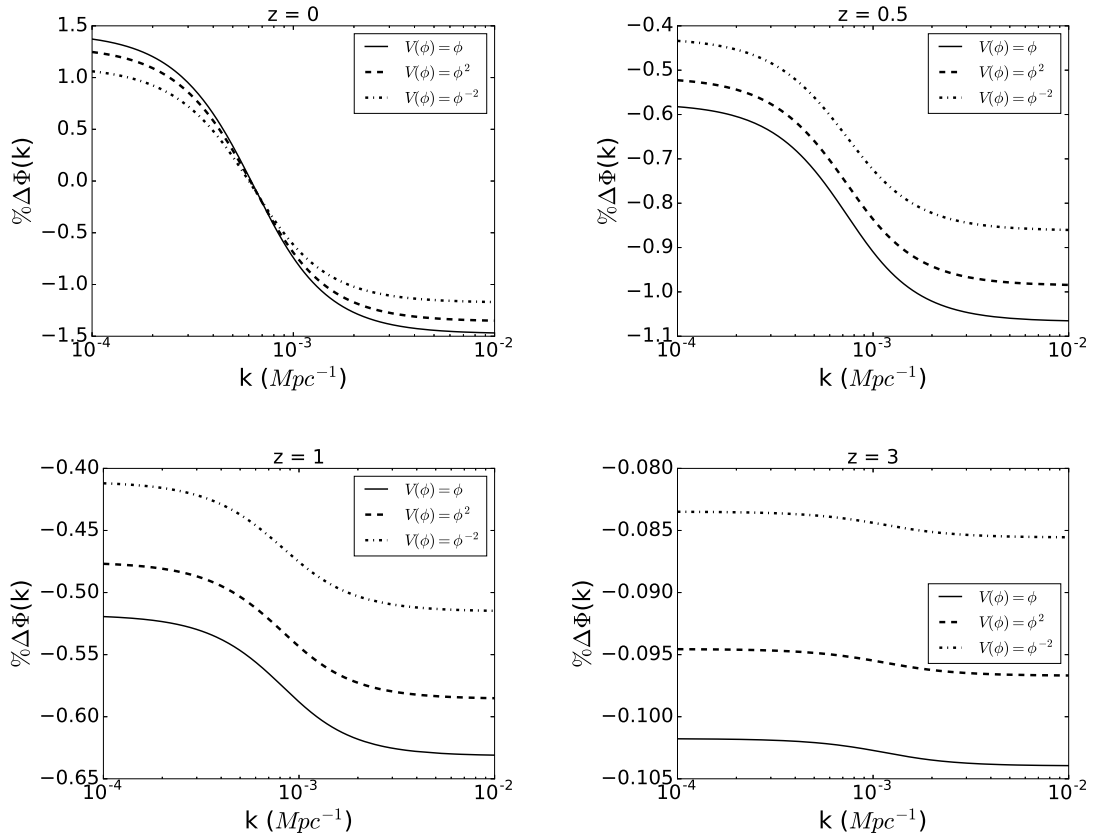 z = 0
1.5
1.0
0.5
0.0
−0.5
−1.0
−1.5
%ΔΦ(k)
V(ϕ) = ϕ
V(ϕ) = ϕ²
V(ϕ) = ϕ⁻²
10⁻⁴ 10⁻³ 10⁻²
k (Mpc⁻¹)
z = 0.5
−0.4
−0.5
−0.6
−0.7
−0.8
−0.9
−1.0
−1.1
%ΔΦ(k)
V(ϕ) = ϕ
V(ϕ) = ϕ²
V(ϕ) = ϕ⁻²
10⁻⁴ 10⁻³ 10⁻²
k (Mpc⁻¹)
z = 1
−0.40
−0.45
−0.50
−0.55
−0.60
−0.65
%ΔΦ(k)
V(ϕ) = ϕ
V(ϕ) = ϕ²
V(ϕ) = ϕ⁻²
10⁻⁴ 10⁻³ 10⁻²
k (Mpc⁻¹)
z = 3
−0.080
−0.085
−0.090
−0.095
−0.100
−0.105
%ΔΦ(k)
V(ϕ) = ϕ
V(ϕ) = ϕ²
V(ϕ) = ϕ⁻²
10⁻⁴ 10⁻³ 10⁻²
k (Mpc⁻¹)